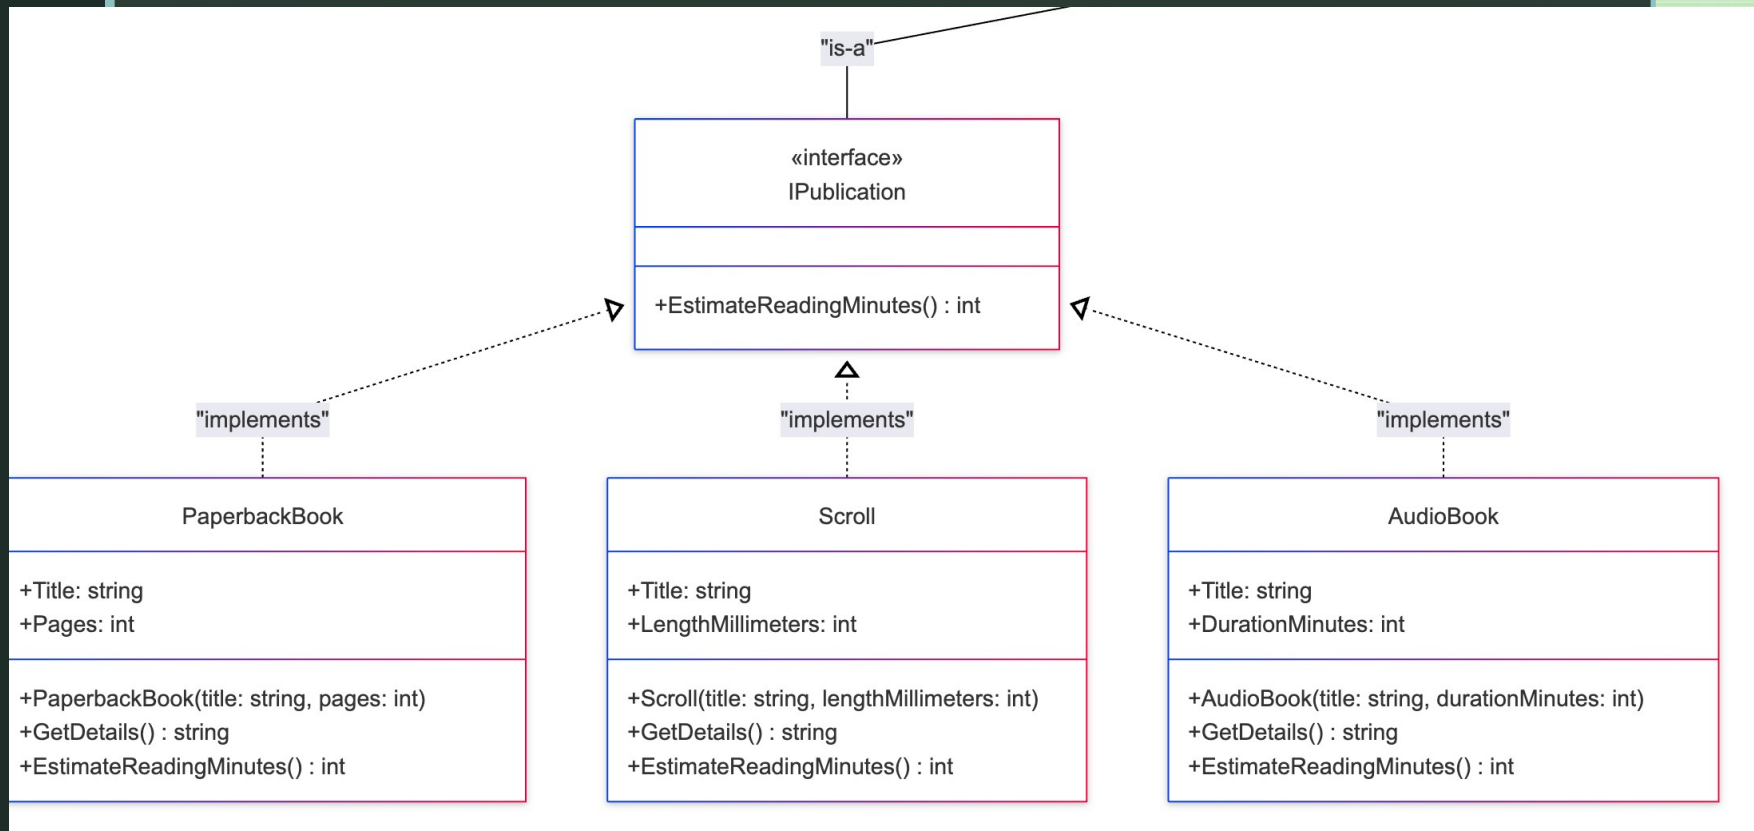 "is-a"
«interface»
IPublication
+EstimateReadingMinutes() : int
"implements"
"implements"
"implements"
PaperbackBook
+Title: string
+Pages: int
+PaperbackBook(title: string, pages: int)
+GetDetails() : string
+EstimateReadingMinutes() : int
Scroll
+Title: string
+LengthMillimeters: int
+Scroll(title: string, lengthMillimeters: int)
+GetDetails() : string
+EstimateReadingMinutes() : int
AudioBook
+Title: string
+DurationMinutes: int
+AudioBook(title: string, durationMinutes: int)
+GetDetails() : string
+EstimateReadingMinutes() : int